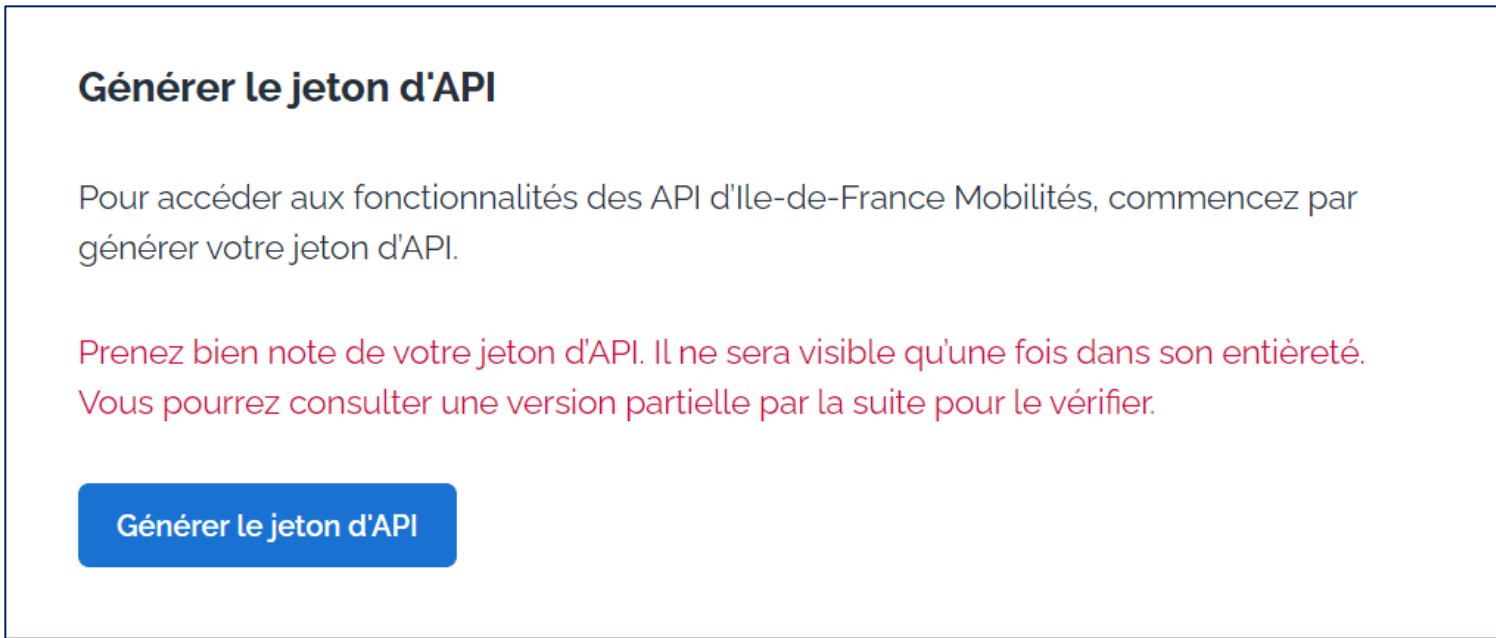 Générer le jeton d'API
Pour accéder aux fonctionnalités des API d'Ile-de-France Mobilités, commencez par
générer votre jeton d'API.
Prenez bien note de votre jeton d'API. Il ne sera visible qu'une fois dans son entièreté.
Vous pourrez consulter une version partielle par la suite pour le vérifier.
Générer le jeton d'API